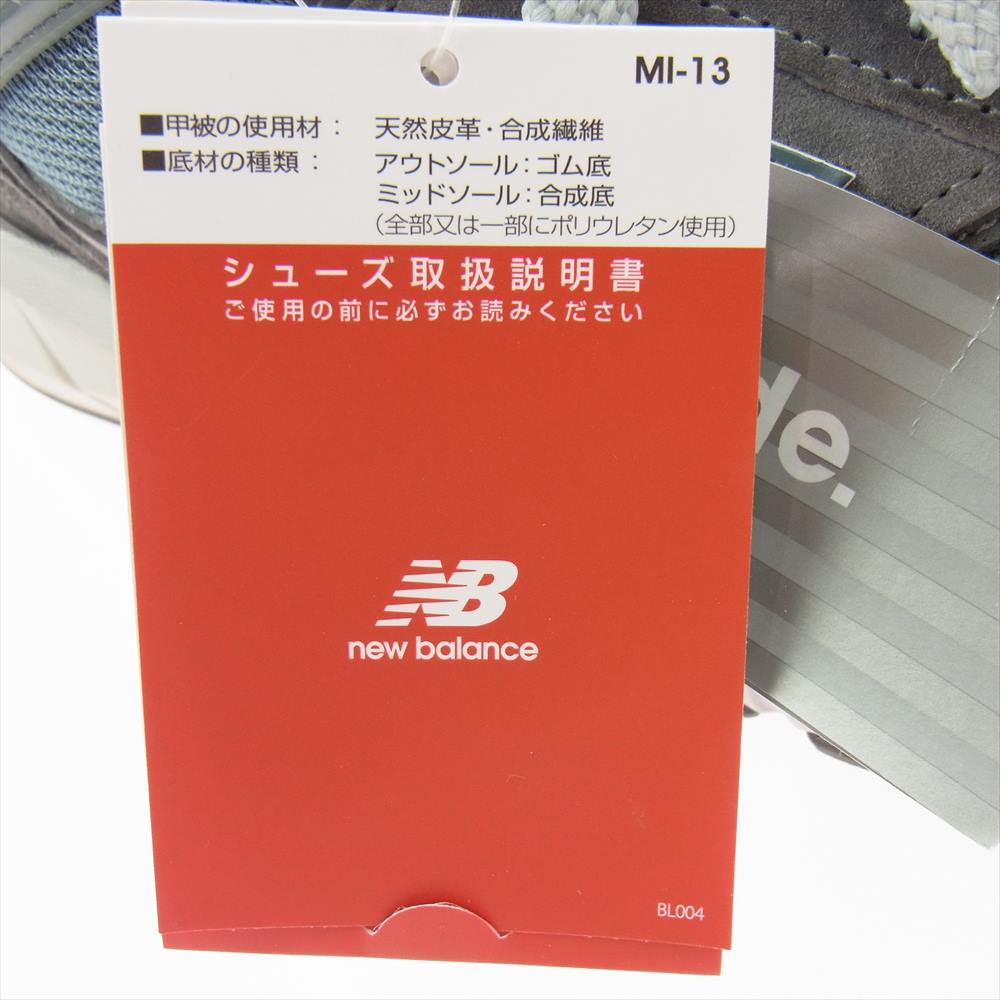 MI-13
■甲被の使用材： 天然皮革・合成繊維
■底材の種類： アウトソール：ゴム底
ミッドソール：合成底
（全部又は一部にポリウレタン使用）
シューズ取扱説明書
ご使用の前に必ずお読みください
NB
new balance
BL004
de.